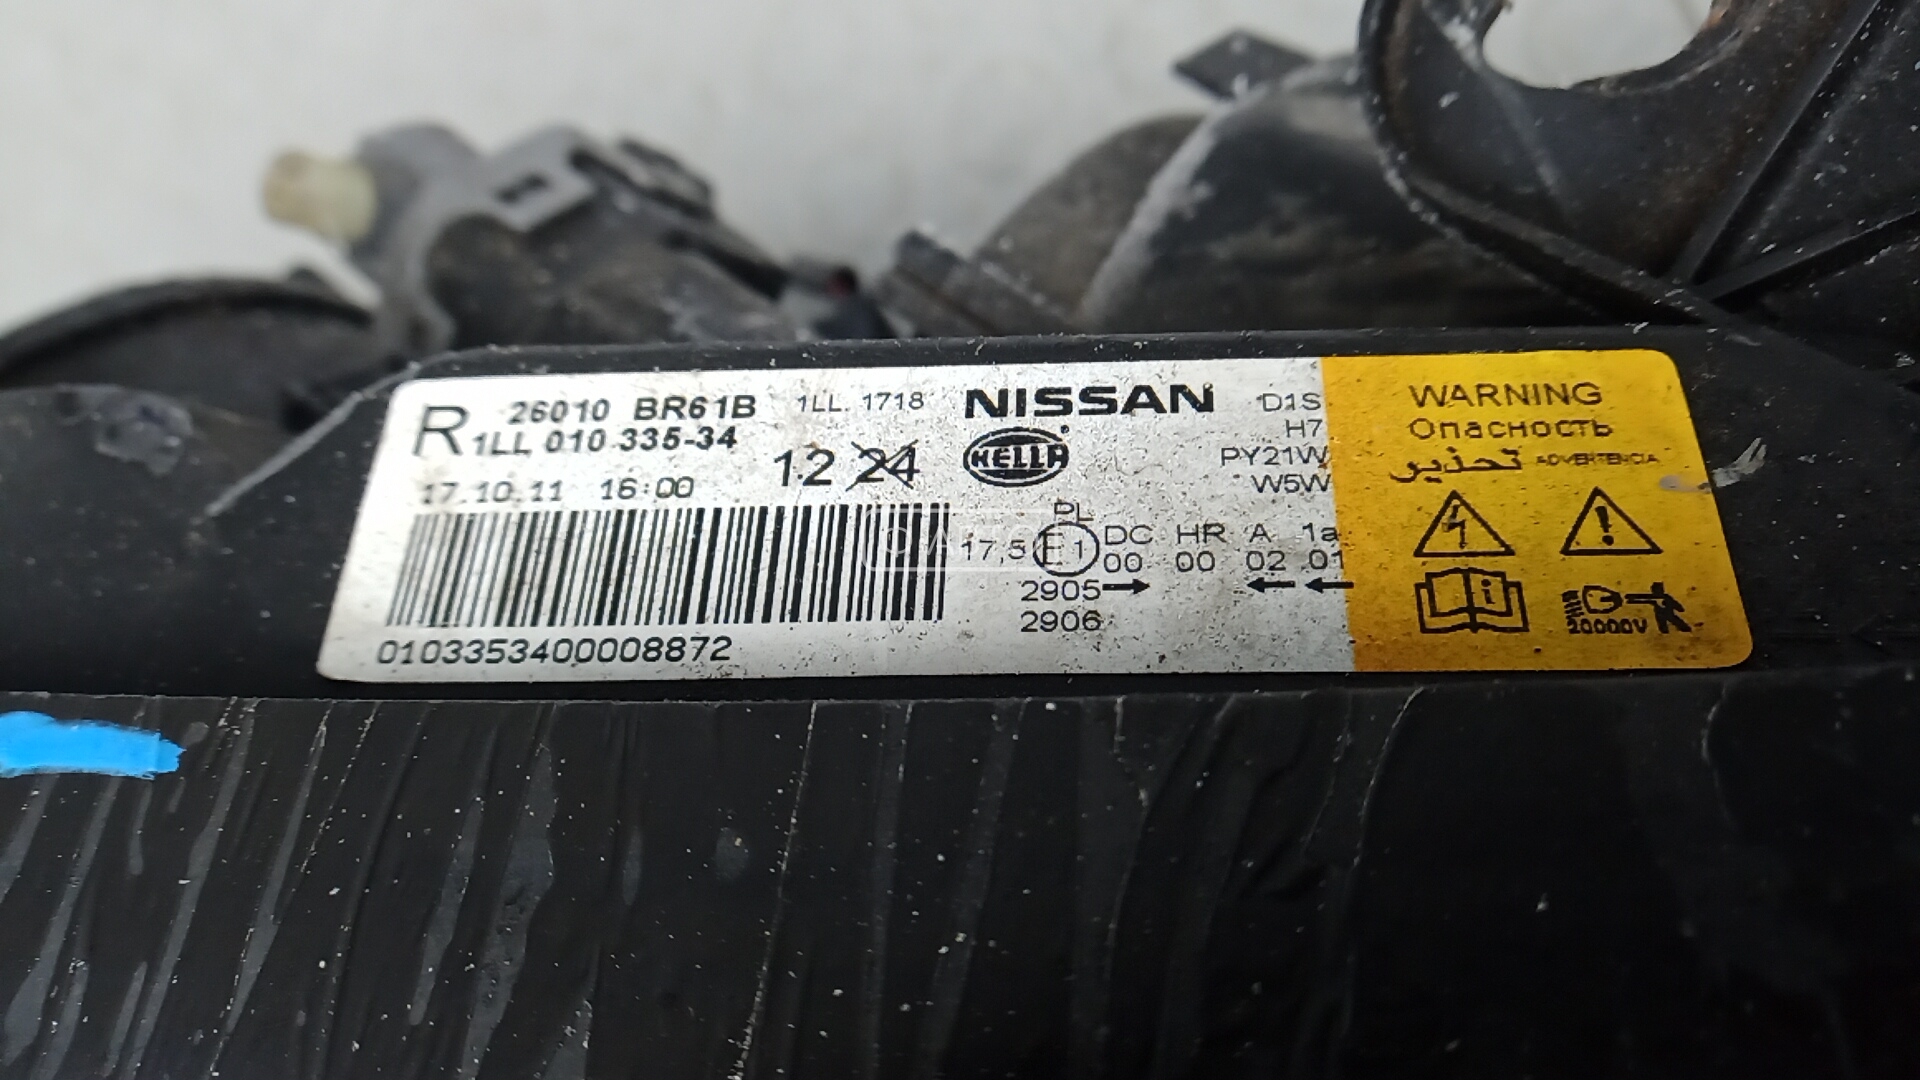 R 26010 BR61B 1LL. 1718 NISSAN D1S
1LL 010 335-34 H7
12 24 HELLA PY21W
17.10.11 16:00 W5W
PL
17,5 E1 DC HR A 1a
00 00 02 01
2905
2906
0103353400008872
WARNING
Опасность
تحذير ADVERTENCIA
i
20000V